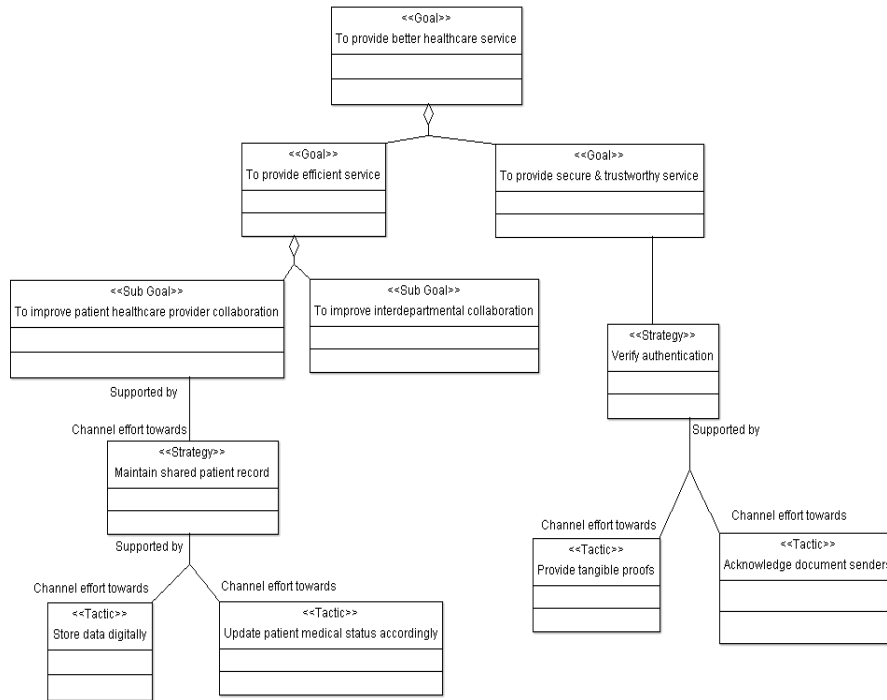 <<Goal>>
To provide better healthcare service
<<Goal>>
To provide efficient service
<<Goal>>
To provide secure & trustworthy service
<<Sub Goal>>
To improve patient healthcare provider collaboration
<<Sub Goal>>
To improve interdepartmental collaboration
<<Strategy>>
Verify authentication
Supported by
Channel effort towards
<<Strategy>>
Maintain shared patient record
Supported by
Supported by
Channel effort towards
Channel effort towards
<<Tactic>>
Provide tangible proofs
<<Tactic>>
Acknowledge document senders
Channel effort towards
Channel effort towards
<<Tactic>>
Store data digitally
<<Tactic>>
Update patient medical status accordingly